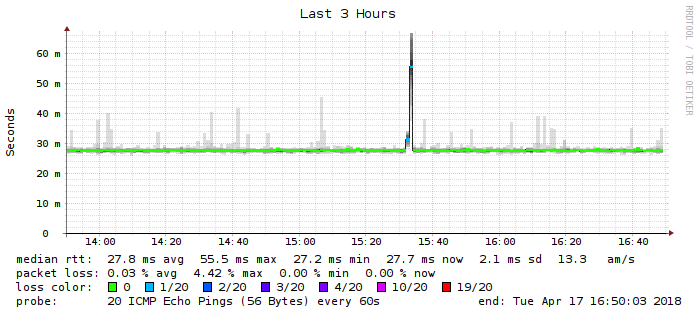 Last 3 Hours
RRDTOOL / TOBI OETIKER
Seconds
60 m
50 m
40 m
30 m
20 m
10 m
0
14:00 14:20 14:40 15:00 15:20 15:40 16:00 16:20 16:40
median rtt: 27.8 ms avg 55.5 ms max 27.2 ms min 27.7 ms now 2.1 ms sd 13.3 am/s
packet loss: 0.03 % avg 4.42 % max 0.00 % min 0.00 % now
loss color: 0 1/20 2/20 3/20 4/20 10/20 19/20
probe: 20 ICMP Echo Pings (56 Bytes) every 60s end: Tue Apr 17 16:50:03 2018